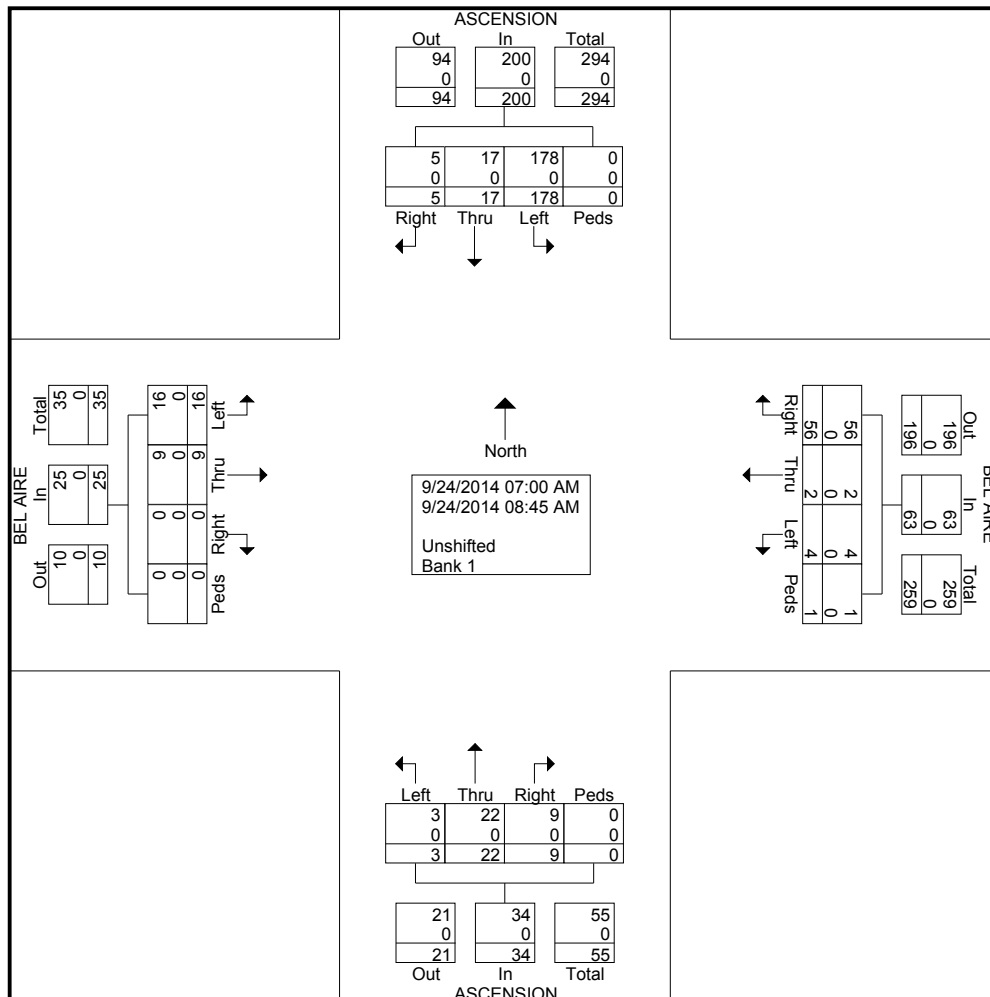 ASCENSION
Out In Total
94 200 294
0 0 0
94 200 294
5 17 178 0
0 0 0 0
5 17 178 0
Right Thru Left Peds
BEL AIRE
Total In Out
35 25 10
0 0 0
35 25 10
16 9 0 0
0 0 0 0
16 9 0 0
Left Thru Right Peds
North
9/24/2014 07:00 AM
9/24/2014 08:45 AM
Unshifted
Bank 1
Right Thru Left Peds
56 2 4 1
0 0 0 0
56 2 4 1
196 63 259
0 0 0
196 63 259
Out In Total
BEL AIRE
Left Thru Right Peds
3 22 9 0
0 0 0 0
3 22 9 0
21 34 55
0 0 0
21 34 55
Out In Total
ASCENSION